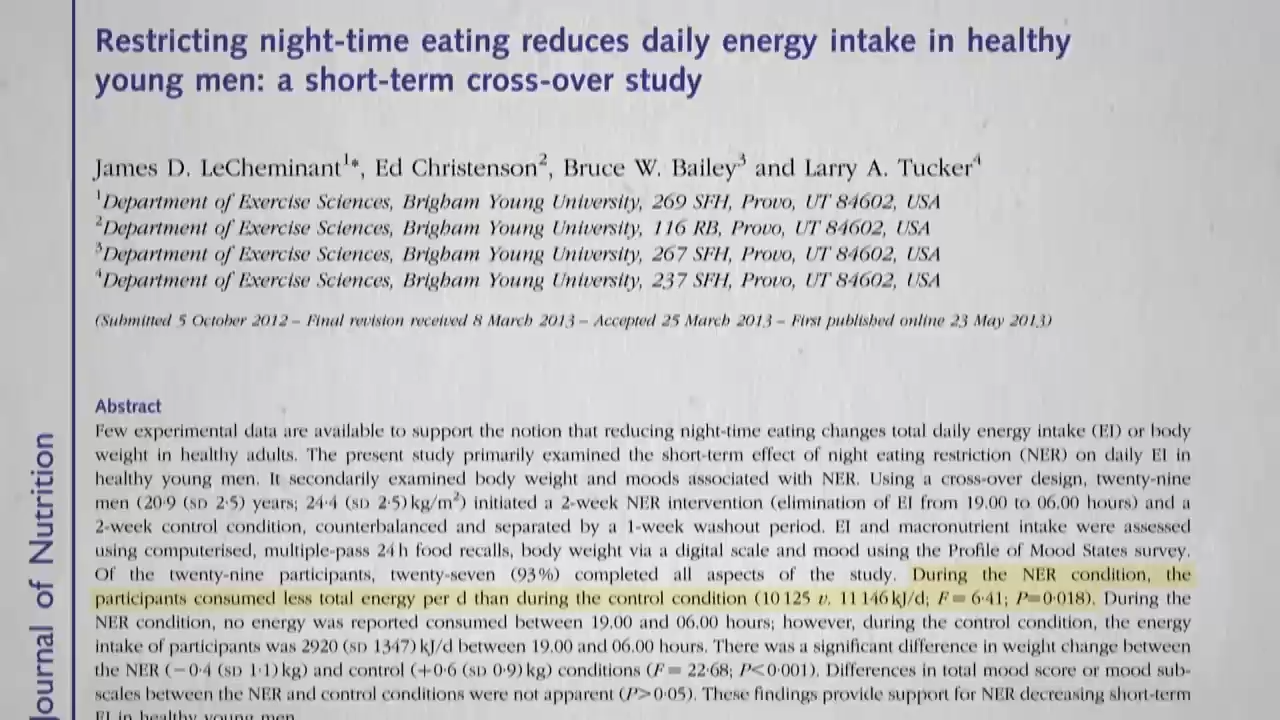 Restricting night-time eating reduces daily energy intake in healthy
young men: a short-term cross-over study
James D. LeCheminant1*, Ed Christenson2, Bruce W. Bailey3 and Larry A. Tucker4
1Department of Exercise Sciences, Brigham Young University, 269 SFH, Provo, UT 84602, USA
2Department of Exercise Sciences, Brigham Young University, 116 RB, Provo, UT 84602, USA
3Department of Exercise Sciences, Brigham Young University, 267 SFH, Provo, UT 84602, USA
4Department of Exercise Sciences, Brigham Young University, 237 SFH, Provo, UT 84602, USA
(Submitted 5 October 2012 – Final revision received 8 March 2013 – Accepted 25 March 2013 – First published online 23 May 2013)
Abstract
Few experimental data are available to support the notion that reducing night-time eating changes total daily energy intake (EI) or body
weight in healthy adults. The present study primarily examined the short-term effect of night eating restriction (NER) on daily EI in
healthy young men. It secondarily examined body weight and moods associated with NER. Using a cross-over design, twenty-nine
men (20·9 (SD 2·5) years; 24·4 (SD 2·5) kg/m2) initiated a 2-week NER intervention (elimination of EI from 19.00 to 06.00 hours) and a
2-week control condition, counterbalanced and separated by a 1-week washout period. EI and macronutrient intake were assessed
using computerised, multiple-pass 24 h food recalls, body weight via a digital scale and mood using the Profile of Mood States survey.
Of the twenty-nine participants, twenty-seven (93 %) completed all aspects of the study. During the NER condition, the
participants consumed less total energy per d than during the control condition (10 125 v. 11 146 kJ/d; F = 6·41; P=0·018). During the
NER condition, no energy was reported consumed between 19.00 and 06.00 hours; however, during the control condition, the energy
intake of participants was 2920 (SD 1347) kJ/d between 19.00 and 06.00 hours. There was a significant difference in weight change between
the NER (−0·4 (SD 1·1) kg) and control (+0·6 (SD 0·9) kg) conditions (F = 22·68; P<0·001). Differences in total mood score or mood sub-
scales between the NER and control conditions were not apparent (P>0·05). These findings provide support for NER decreasing short-term
EI in healthy young men.
Journal of Nutrition